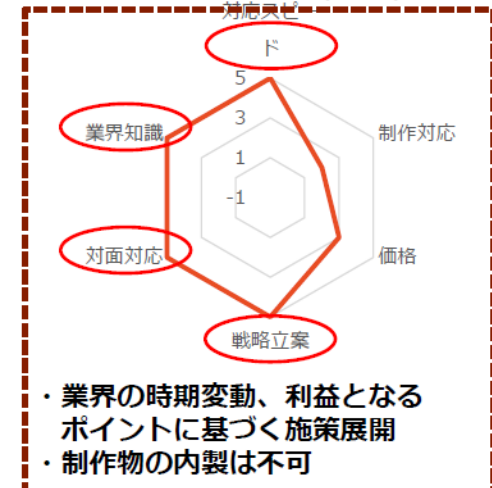 対応スピー
ド
5
3
1
-1
制作対応
価格
戦略立案
対面対応
業界知識
・業界の時期変動、利益となる
ポイントに基づく施策展開
・制作物の内製は不可